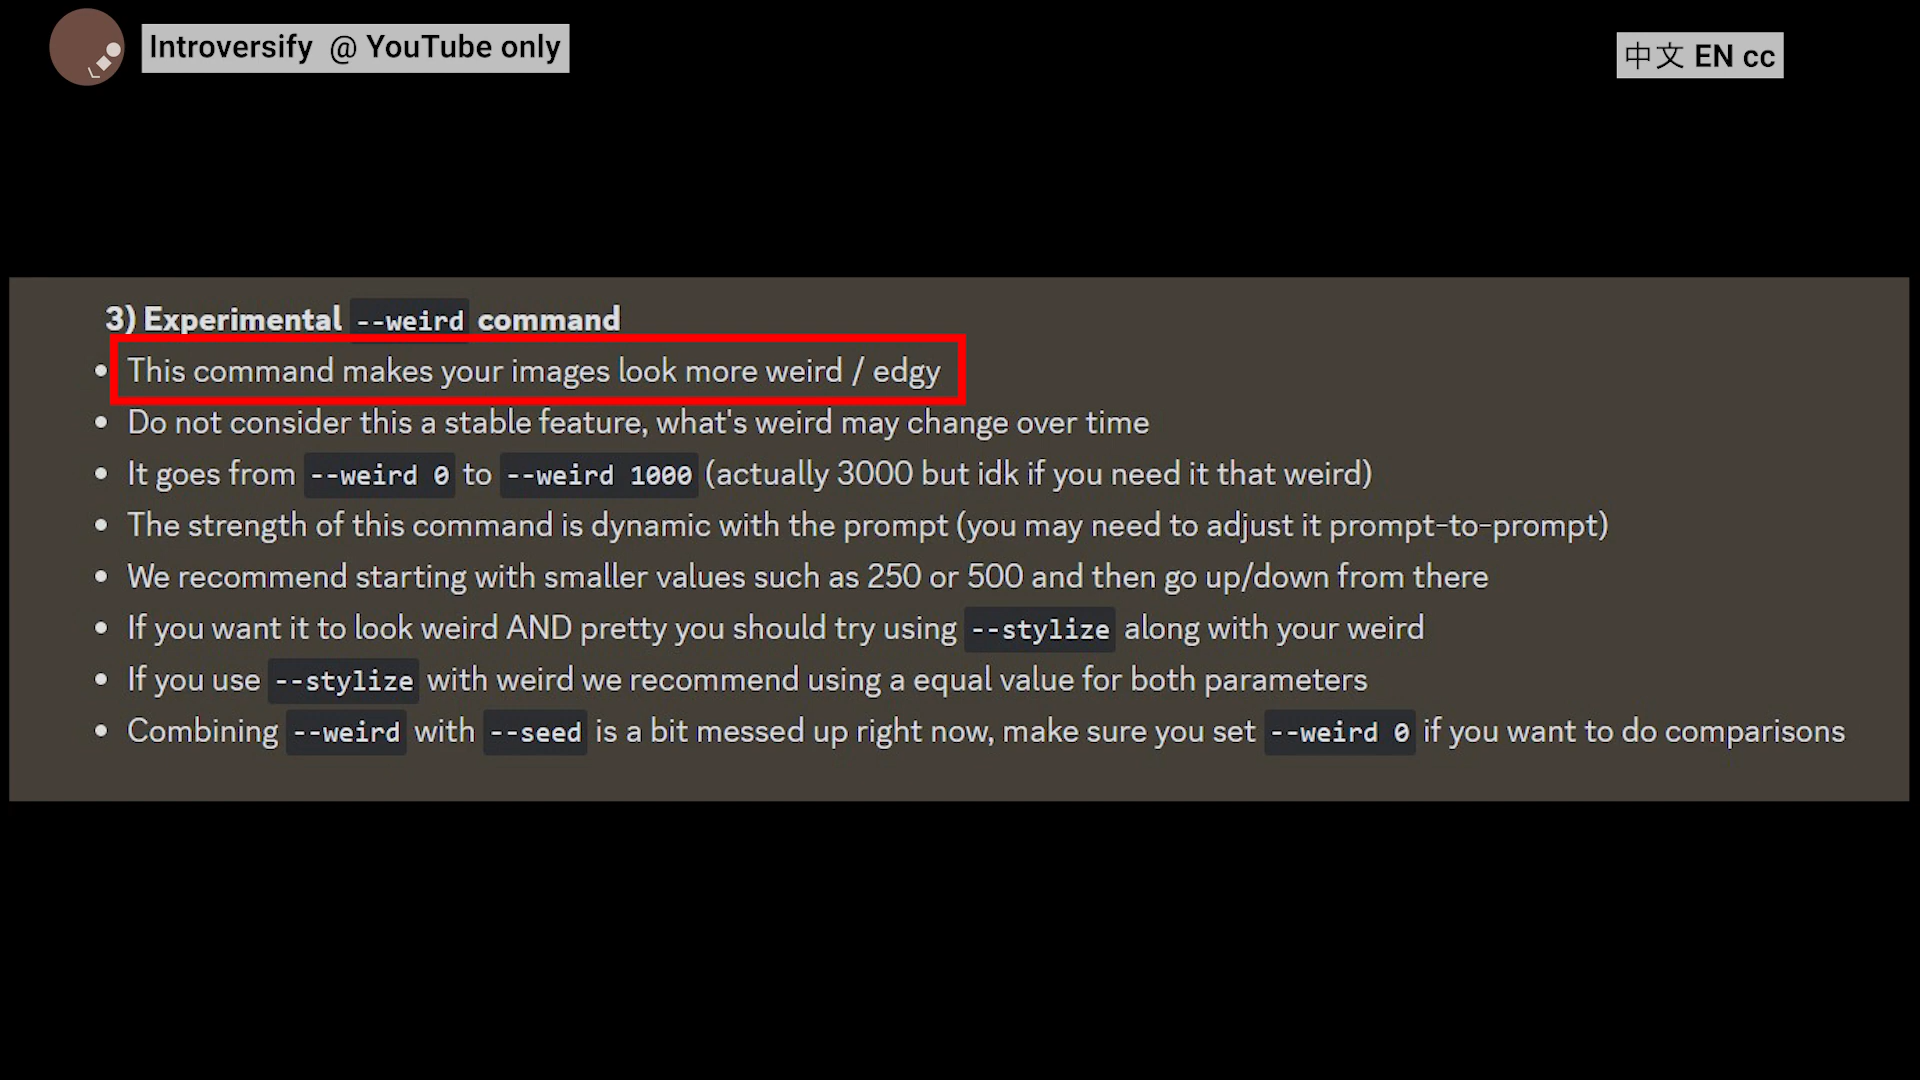 Introversify @ YouTube only
中文 EN cc
3) Experimental --weird command
This command makes your images look more weird / edgy
Do not consider this a stable feature, what's weird may change over time
It goes from --weird 0 to --weird 1000 (actually 3000 but idk if you need it that weird)
The strength of this command is dynamic with the prompt (you may need to adjust it prompt-to-prompt)
We recommend starting with smaller values such as 250 or 500 and then go up/down from there
If you want it to look weird AND pretty you should try using --stylize along with your weird
If you use --stylize with weird we recommend using a equal value for both parameters
Combining --weird with --seed is a bit messed up right now, make sure you set --weird 0 if you want to do comparisons